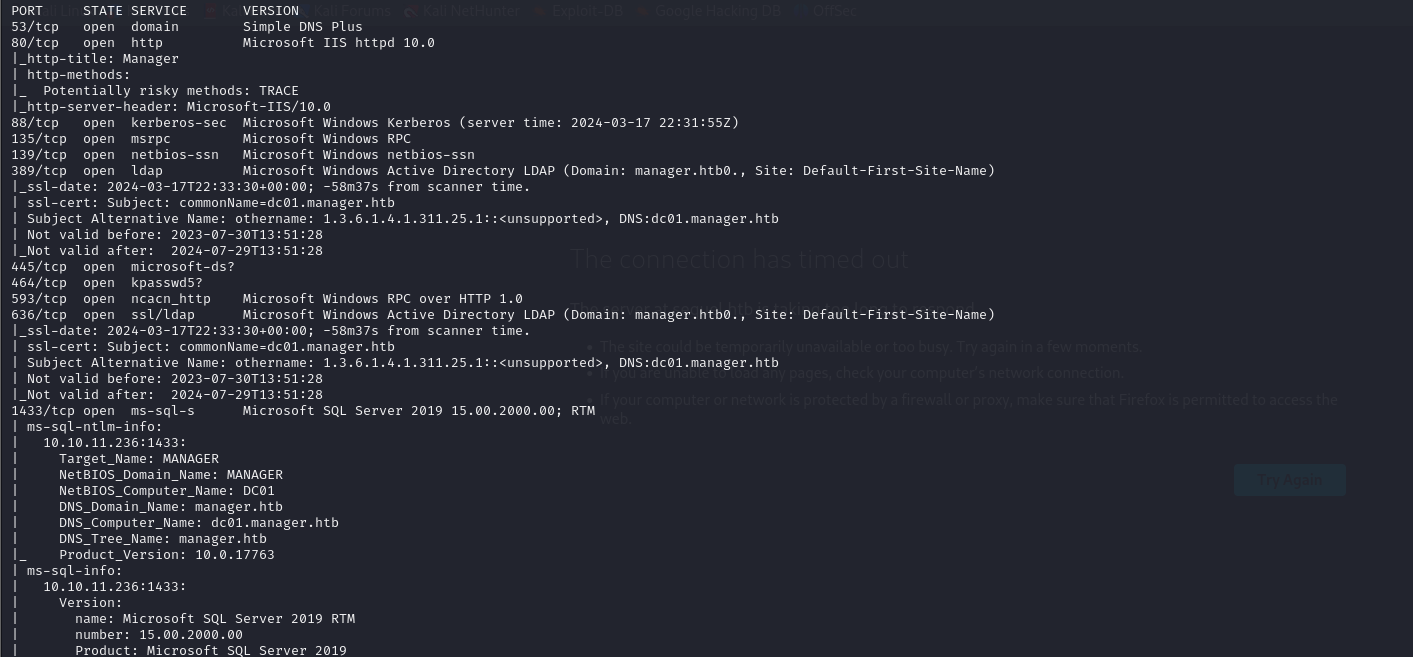 PORT     STATE SERVICE       VERSION
Kali Forums   Kali NetHunter   Exploit-DB   Google Hacking DB   OffSec
53/tcp   open  domain        Simple DNS Plus
80/tcp   open  http          Microsoft IIS httpd 10.0
|_http-title: Manager
| http-methods:
|_  Potentially risky methods: TRACE
|_http-server-header: Microsoft-IIS/10.0
88/tcp   open  kerberos-sec  Microsoft Windows Kerberos (server time: 2024-03-17 22:31:55Z)
135/tcp  open  msrpc         Microsoft Windows RPC
139/tcp  open  netbios-ssn   Microsoft Windows netbios-ssn
389/tcp  open  ldap          Microsoft Windows Active Directory LDAP (Domain: manager.htb0., Site: Default-First-Site-Name)
|_ssl-date: 2024-03-17T22:33:30+00:00; -58m37s from scanner time.
| ssl-cert: Subject: commonName=dc01.manager.htb
| Subject Alternative Name: othername: 1.3.6.1.4.1.311.25.1::<unsupported>, DNS:dc01.manager.htb
| Not valid before: 2023-07-30T13:51:28
|_Not valid after:  2024-07-29T13:51:28
The connection has timed out
445/tcp  open  microsoft-ds?
464/tcp  open  kpasswd5?
593/tcp  open  ncacn_http    Microsoft Windows RPC over HTTP 1.0
636/tcp  open  ssl/ldap      Microsoft Windows Active Directory LDAP (Domain: manager.htb0., Site: Default-First-Site-Name)
|_ssl-date: 2024-03-17T22:33:30+00:00; -58m37s from scanner time.
| ssl-cert: Subject: commonName=dc01.manager.htb
The site could be temporarily unavailable or too busy. Try again in a few moments.
| Subject Alternative Name: othername: 1.3.6.1.4.1.311.25.1::<unsupported>, DNS:dc01.manager.htb
| Not valid before: 2023-07-30T13:51:28
If you are unable to load any pages, check your computer's network connection.
|_Not valid after:  2024-07-29T13:51:28
If your computer or network is protected by a firewall or proxy, make sure that Firefox is permitted to access the
1433/tcp open  ms-sql-s      Microsoft SQL Server 2019 15.00.2000.00; RTM
web.
| ms-sql-ntlm-info:
|   10.10.11.236:1433:
|     Target_Name: MANAGER
|     NetBIOS_Domain_Name: MANAGER
Try Again
|     NetBIOS_Computer_Name: DC01
|     DNS_Domain_Name: manager.htb
|     DNS_Computer_Name: dc01.manager.htb
|     DNS_Tree_Name: manager.htb
|_    Product_Version: 10.0.17763
| ms-sql-info:
|   10.10.11.236:1433:
|     Version:
|       name: Microsoft SQL Server 2019 RTM
|       number: 15.00.2000.00
|       Product: Microsoft SQL Server 2019